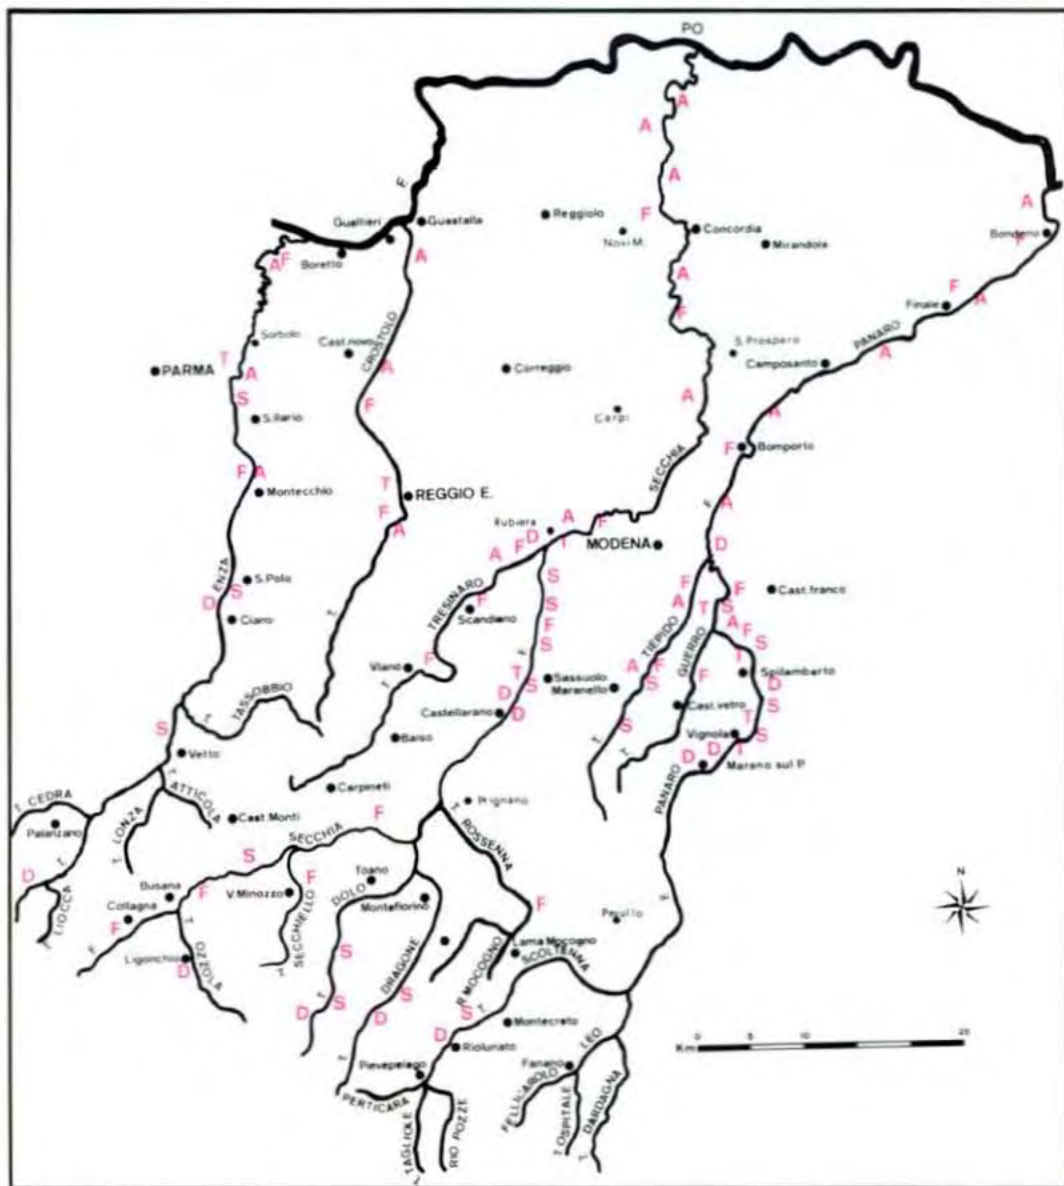 PO
A
A
A
A
F
F.
Gualtieri
Guastalla
Reggiolo
Novi M.
Concordia
Mirandola
Bondeno
F
A
Boretto
A
F
A
F
F
A
Finale
Sorbolo
Cast.novo
CROSTOLO
S. Prospero
PANARO
A
Camposanto
PARMA
T
A
S
A
F
Correggio
Carpi
A
A
S.Ilario
F
Bomporto
F
A
Montecchio
T
REGGIO E.
F
A
SECCHIA
F
A
Rubiera
A
F
D
T
A
F
MODENA
D
ENZA
S.Polo
D
S
Ciano
TRESINARO
F
Scandiano
S
S
F
S
F
A
TIEPIDO
T
GUERRO
F
S
A
F
S
Cast.franco
T.
Viano
F
T.
T
S
D
D
F
Sassuolo
Maranello
A
F
S
S
F
T
Spilamberto
D
S
T
S
T.
TASSOBBIO
Castellarano
Cast.vetro
Vignola
S
Vetto
Baiso
T.
T.
D
D
T
Marano sul P.
PANARO
T. CEDRA
T.
ATTICOLA
T. LONZA
Carpineti
Prignano
Palanzano
Cast.Monti
F
T.
ROSSENNA
D
T.
SECCHIA
S
F
Toano
T. LIOCCA
Busana
F
V.Minozzo
DOLO
Montefiorino
Collagna
F
F.
SECCHIELLO
T.
F
Pavullo
F.
Ligonchio
D
OZZOLA
S
DRAGONE
R.MOCOGNO
Lama Mocogno
SCOLTENNA
N
D
T.
S
D
S
S
D
T.
Montecreto
Riolunato
LEO
0
5
25
Km
T.
Pievepelago
Fanano
FELLICAROLO
PERTICARA
TAGLIOLE
T.
RIO POZZE
T.OSPITALE
T. DARDAGNA